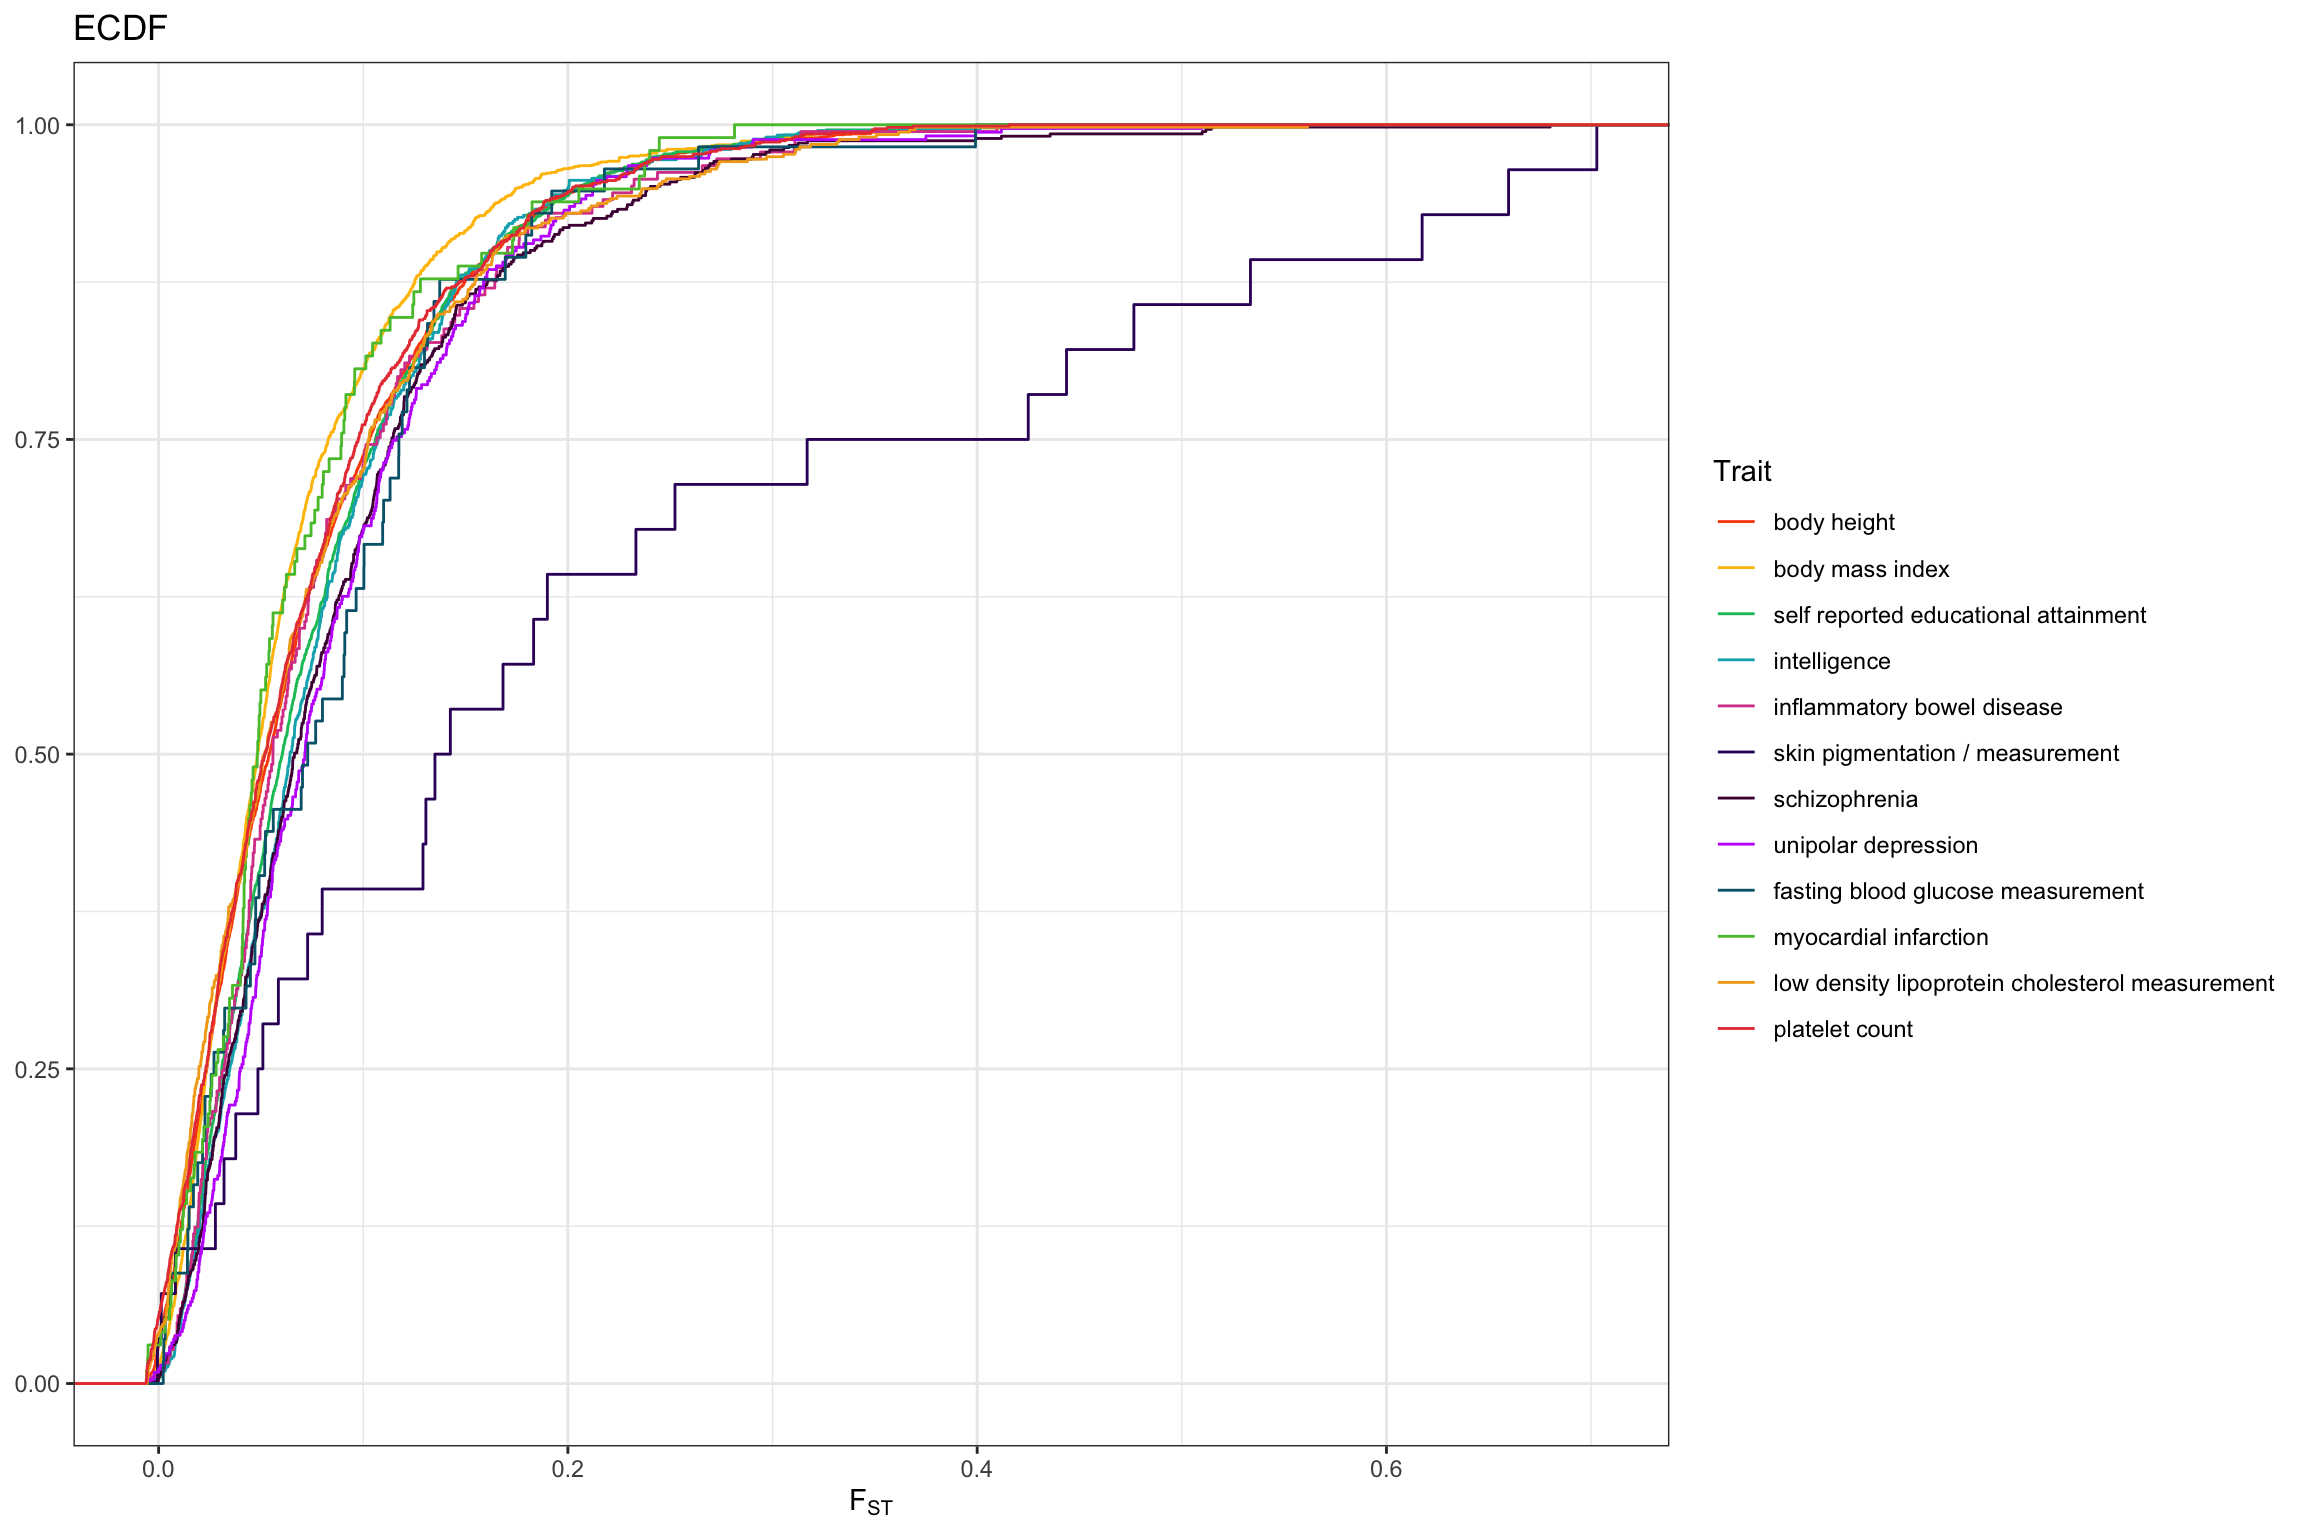 ECDF
1.00
0.75
0.50
0.25
0.00
0.0 0.2 0.4 0.6
FST
Trait
body height
body mass index
self reported educational attainment
intelligence
inflammatory bowel disease
skin pigmentation / measurement
schizophrenia
unipolar depression
fasting blood glucose measurement
myocardial infarction
low density lipoprotein cholesterol measurement
platelet count